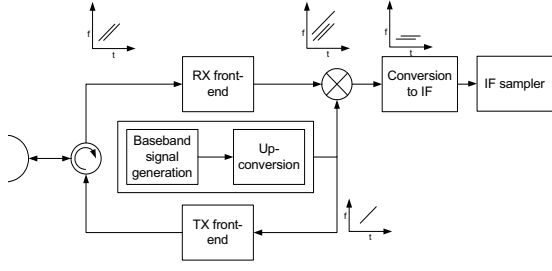 f
t
f
t
f
t
RX front-
end
Conversion
to IF
IF sampler
Baseband
signal
generation
Up-
conversion
TX front-
end
f
t